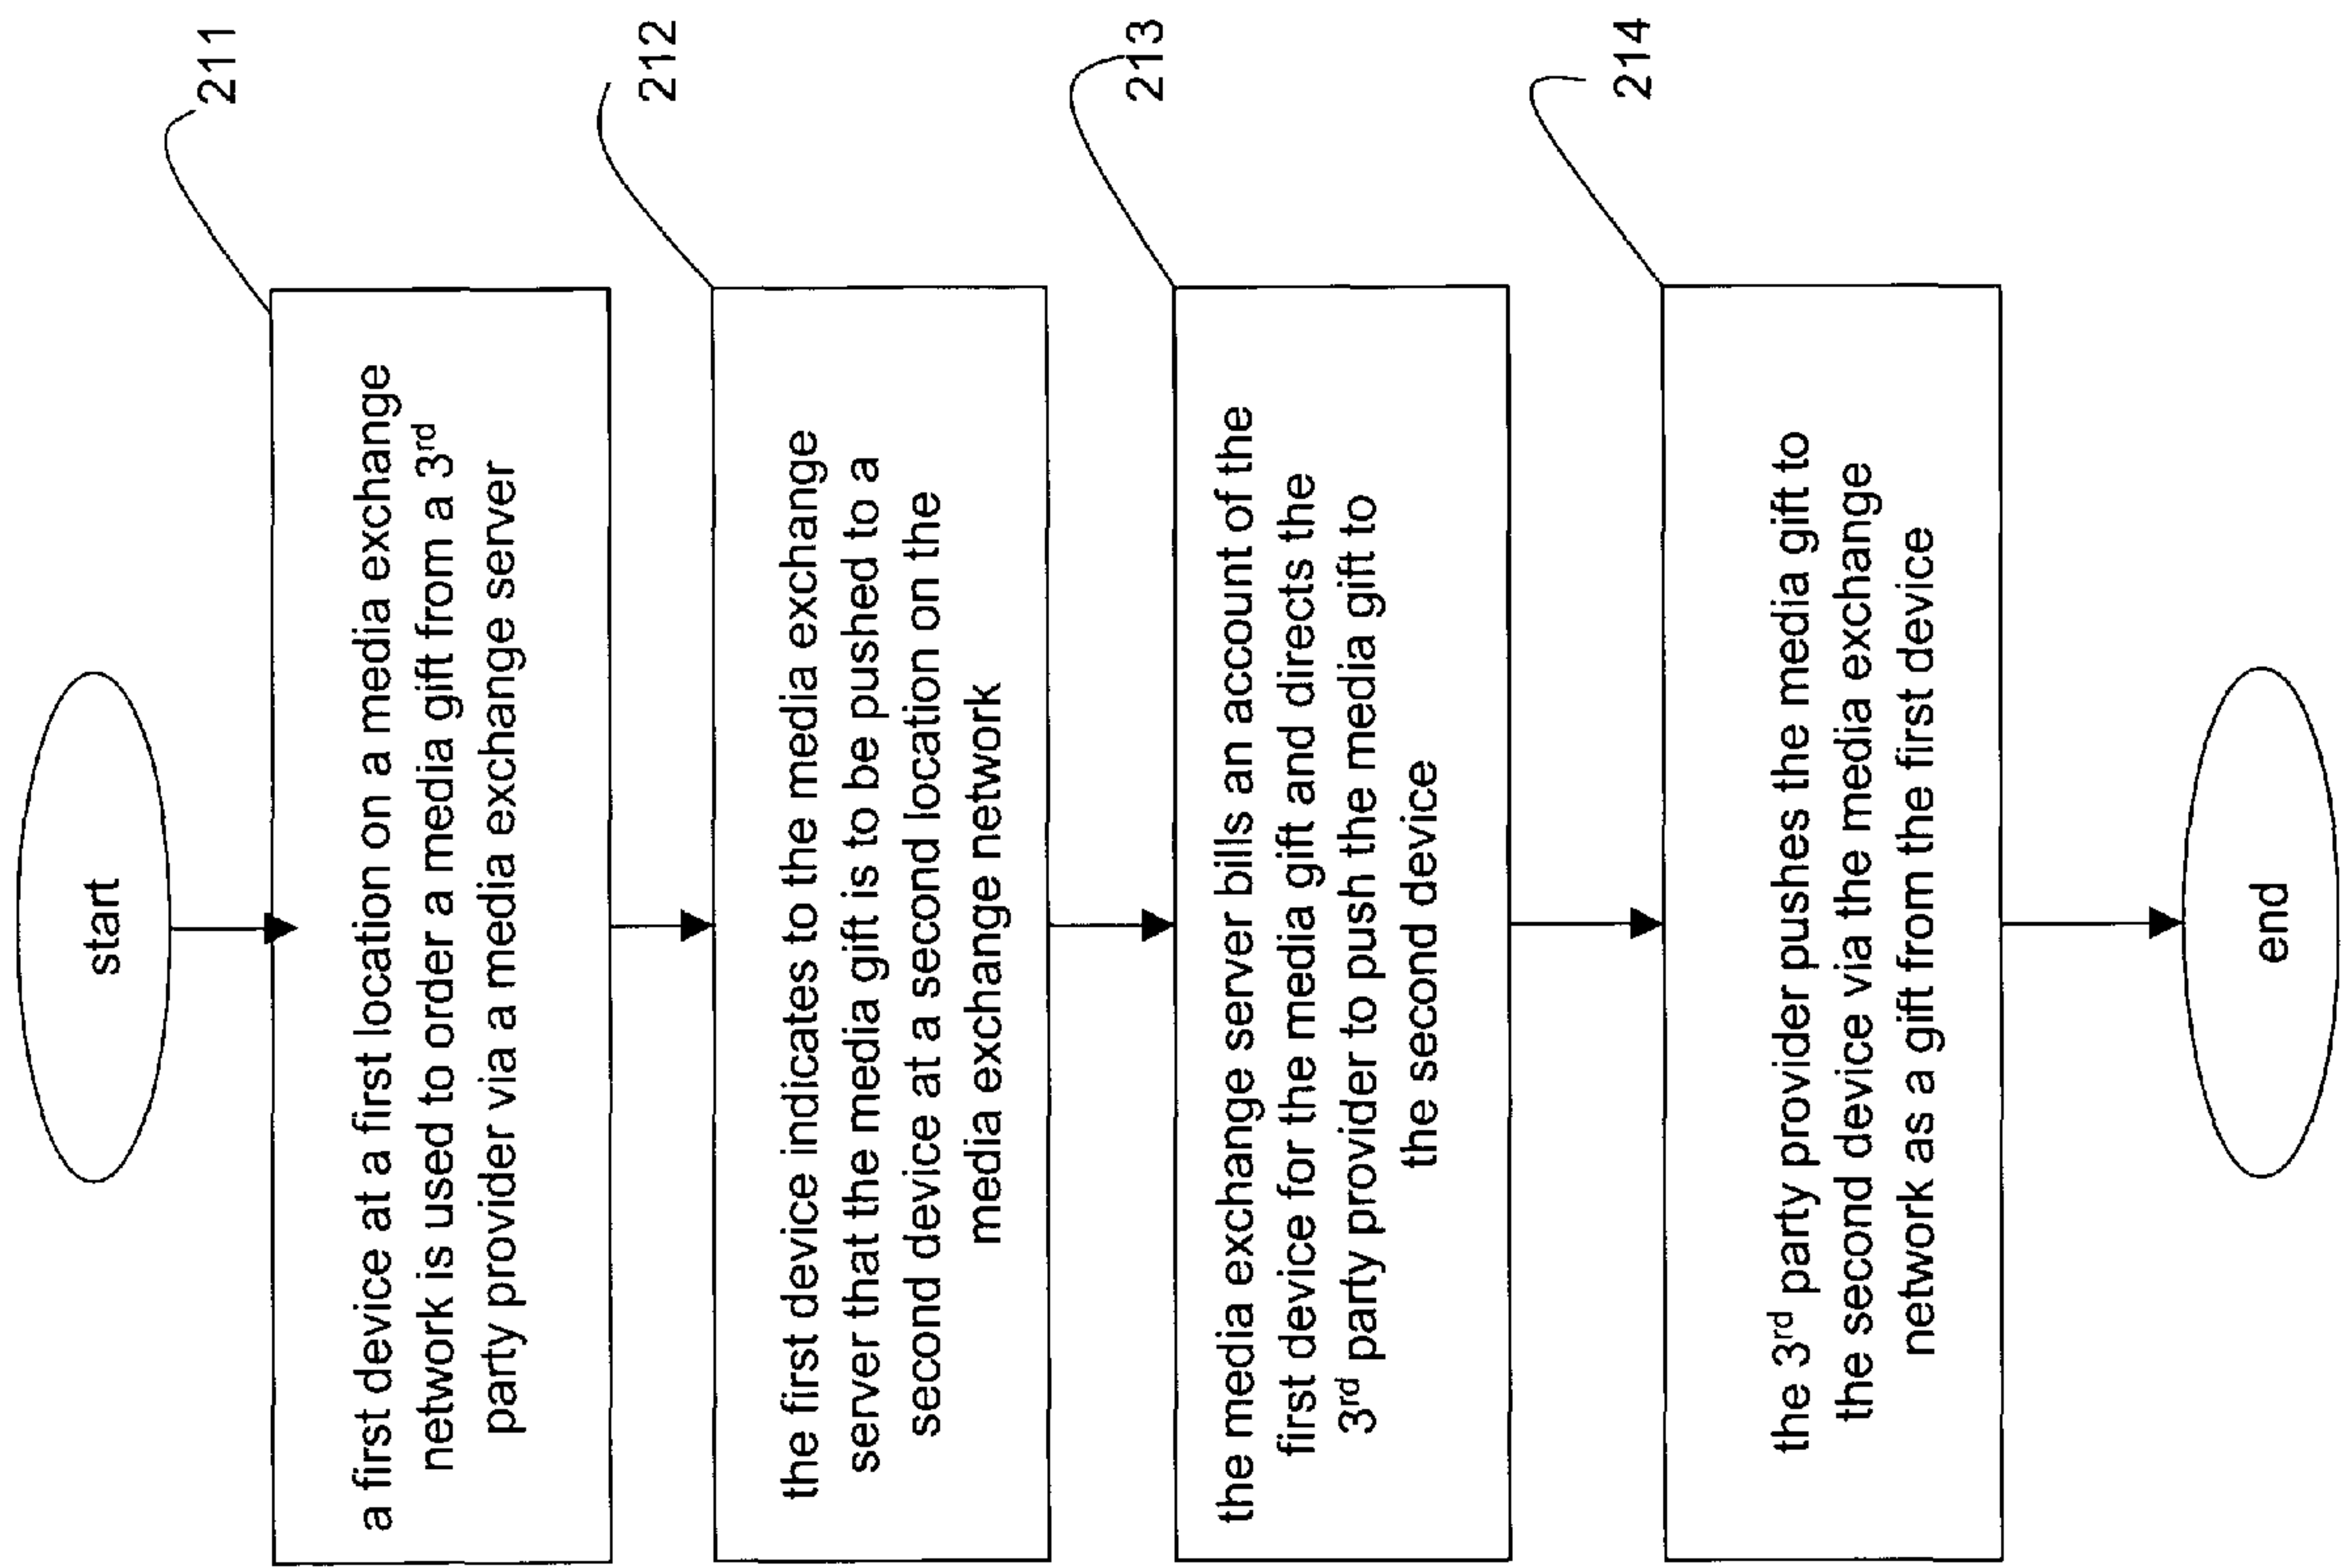 start
211
a first device at a first location on a media exchange
network is used to order a media gift from a 3rd
party provider via a media exchange server
212
the first device indicates to the media exchange
server that the media gift is to be pushed to a
second device at a second location on the
media exchange network
213
the media exchange server bills an account of the
first device for the media gift and directs the
3rd party provider to push the media gift to
the second device
214
the 3rd party provider pushes the media gift to
the second device via the media exchange
network as a gift from the first device
end